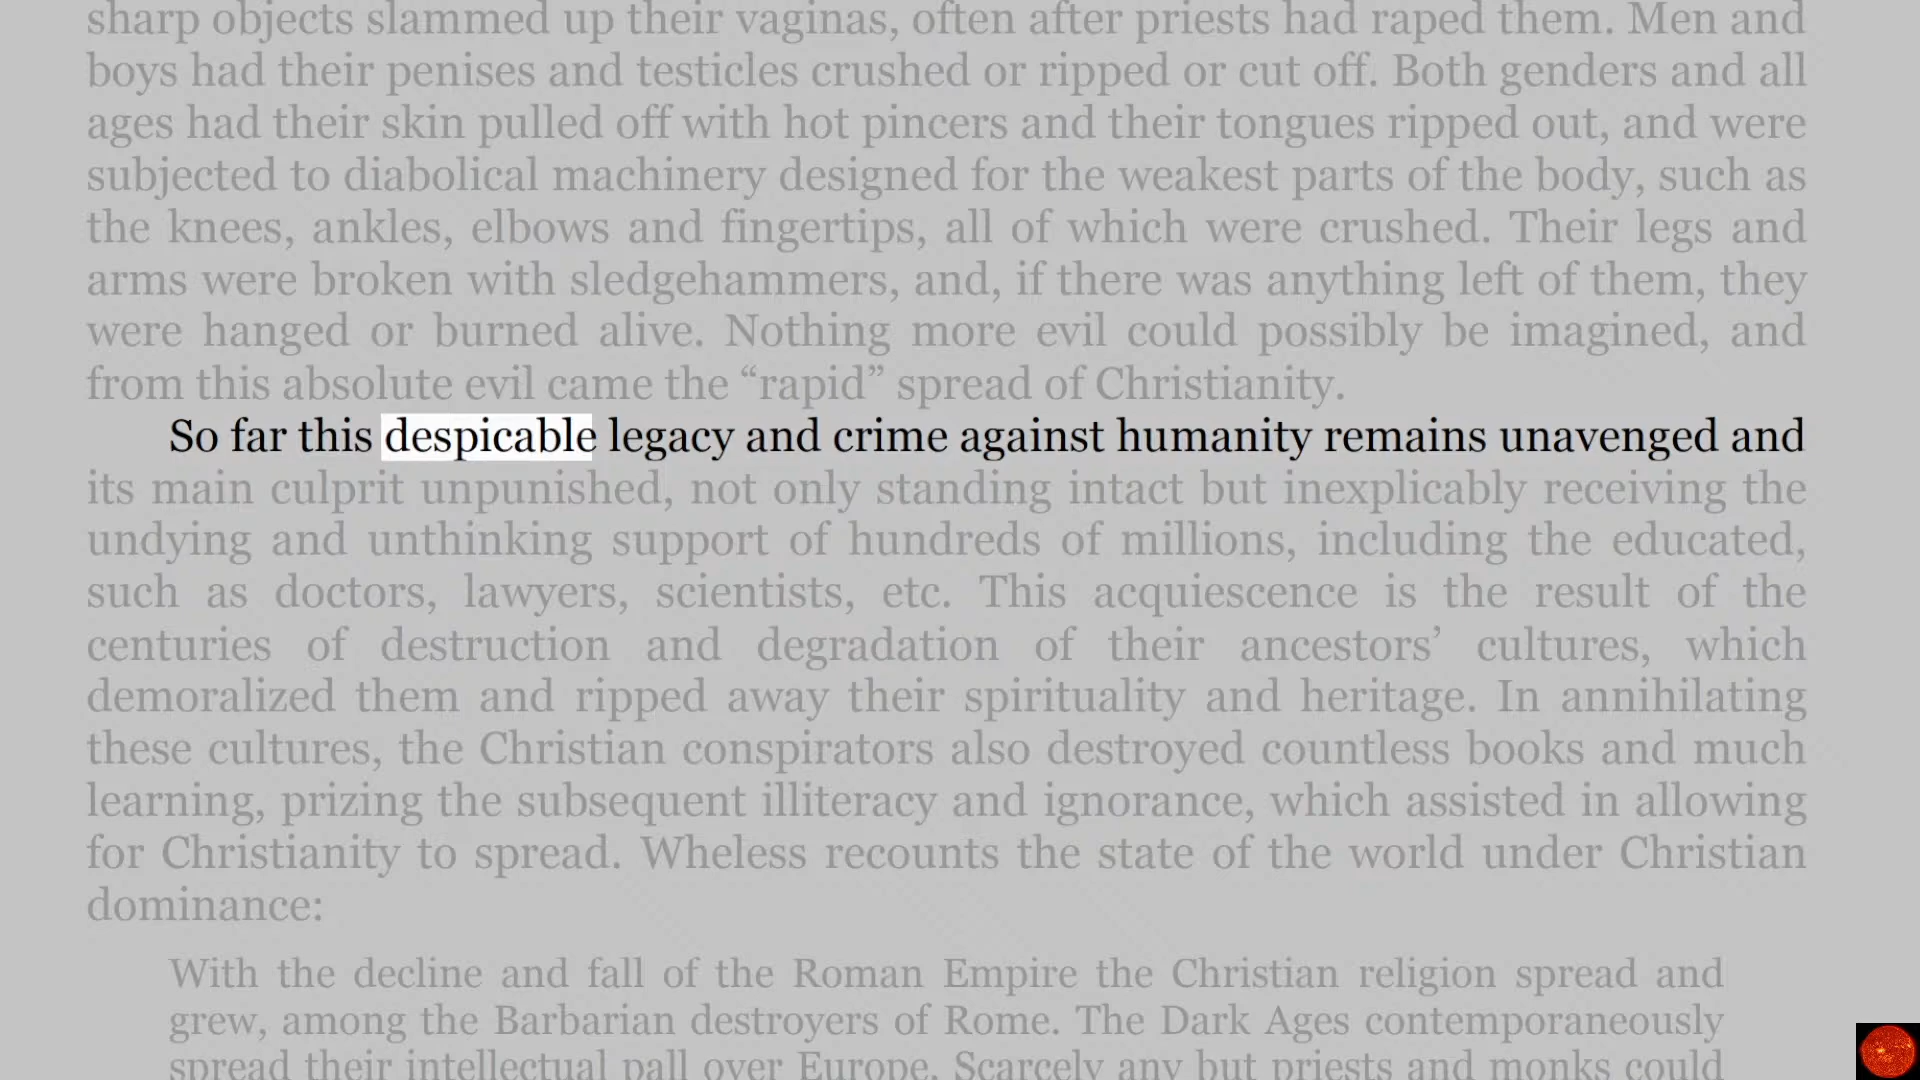 sharp objects slammed up their vaginas, often after priests had raped them. Men and
boys had their penises and testicles crushed or ripped or cut off. Both genders and all
ages had their skin pulled off with hot pincers and their tongues ripped out, and were
subjected to diabolical machinery designed for the weakest parts of the body, such as
the knees, ankles, elbows and fingertips, all of which were crushed. Their legs and
arms were broken with sledgehammers, and, if there was anything left of them, they
were hanged or burned alive. Nothing more evil could possibly be imagined, and
from this absolute evil came the “rapid” spread of Christianity.
So far this despicable legacy and crime against humanity remains unavenged and
its main culprit unpunished, not only standing intact but inexplicably receiving the
undying and unthinking support of hundreds of millions, including the educated,
such as doctors, lawyers, scientists, etc. This acquiescence is the result of the
centuries of destruction and degradation of their ancestors’ cultures, which
demoralized them and ripped away their spirituality and heritage. In annihilating
these cultures, the Christian conspirators also destroyed countless books and much
learning, prizing the subsequent illiteracy and ignorance, which assisted in allowing
for Christianity to spread. Wheless recounts the state of the world under Christian
dominance:
With the decline and fall of the Roman Empire the Christian religion spread and
grew, among the Barbarian destroyers of Rome. The Dark Ages contemporaneously
spread their intellectual pall over Europe. Scarcely any but priests and monks could